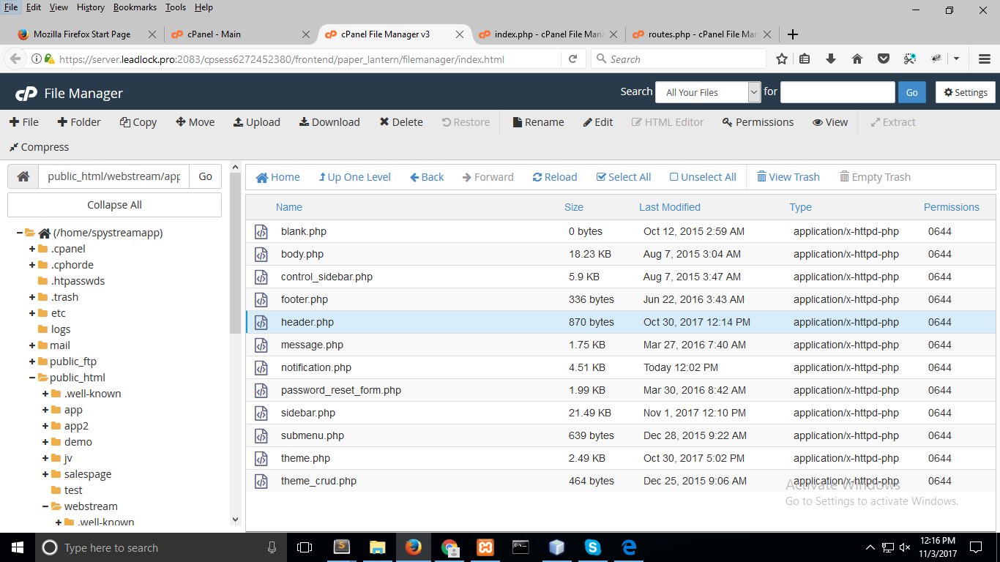 File Edit View History Bookmarks Tools Help
Mozilla Firefox Start Page
cPanel - Main
cPanel File Manager v3
index.php - cPanel File Mana
routes.php - cPanel File Man
https://server.leadlock.pro:2083/cpsess6272452380/frontend/paper_lantern/filemanager/index.html
Search
cP File Manager
Search All Your Files for Go Settings
File Folder Copy Move Upload Download Delete Restore Rename Edit HTML Editor Permissions View Extract
Compress
public_html/webstream/app Go
Home Up One Level Back Forward Reload Select All Unselect All View Trash Empty Trash
Collapse All
(/home/spystreamapp)
.cpanel
.cphorde
.htpasswds
.trash
etc
logs
mail
public_ftp
public_html
.well-known
app
app2
demo
jv
salespage
test
webstream
.well-known
Name Size Last Modified Type Permissions
blank.php 0 bytes Oct 12, 2015 2:59 AM application/x-httpd-php 0644
body.php 18.23 KB Aug 7, 2015 3:04 AM application/x-httpd-php 0644
control_sidebar.php 5.9 KB Aug 7, 2015 3:47 AM application/x-httpd-php 0644
footer.php 336 bytes Jun 22, 2016 3:43 AM application/x-httpd-php 0644
header.php 870 bytes Oct 30, 2017 12:14 PM application/x-httpd-php 0644
message.php 1.75 KB Mar 27, 2016 7:40 AM application/x-httpd-php 0644
notification.php 4.51 KB Today 12:02 PM application/x-httpd-php 0644
password_reset_form.php 1.99 KB Mar 30, 2016 8:42 AM application/x-httpd-php 0644
sidebar.php 21.49 KB Nov 1, 2017 12:10 PM application/x-httpd-php 0644
submenu.php 639 bytes Dec 28, 2015 9:22 AM application/x-httpd-php 0644
theme.php 2.49 KB Oct 30, 2017 5:02 PM application/x-httpd-php 0644
theme_crud.php 464 bytes Dec 25, 2015 9:06 AM application/x-httpd-php 0644
Activate Windows
Go to Settings to activate Windows.
Type here to search
12:16 PM
11/3/2017